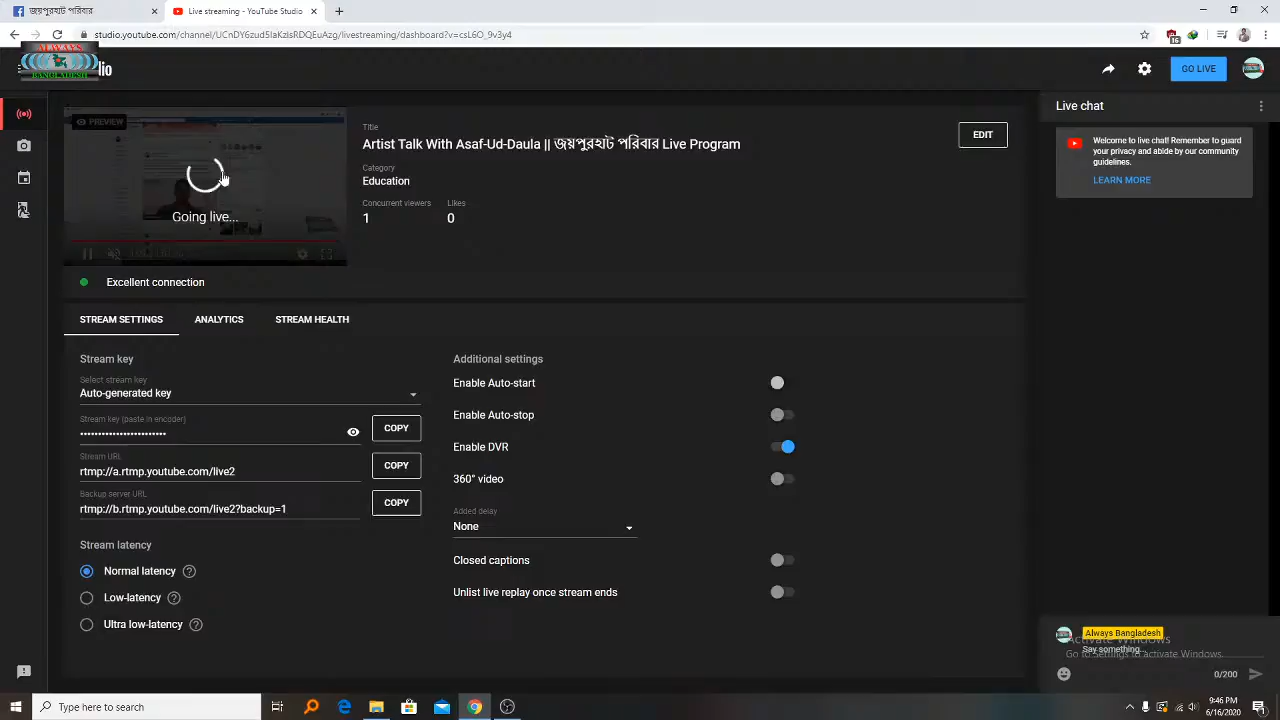 জয়পুরহাট পরিবার
Live streaming - YouTube Studio
studio.youtube.com/channel/UCnDY6zud5IaKzIsRDQEuAzg/livestreaming/dashboard?v=csL6O_9v3y4
15
ALWAYS
BANGLADESH
io
GO LIVE
PREVIEW
Going live...
Title
Artist Talk With Asaf-Ud-Daula || জয়পুরহাট পরিবার Live Program
EDIT
Category
Education
Concurrent viewers
Likes
1
0
Excellent connection
STREAM SETTINGS
ANALYTICS
STREAM HEALTH
Stream key
Select stream key
Auto-generated key
Stream key (paste in encoder)
COPY
Stream URL
rtmp://a.rtmp.youtube.com/live2
COPY
Backup server URL
rtmp://b.rtmp.youtube.com/live2?backup=1
COPY
Stream latency
Normal latency
Low-latency
Ultra low-latency
Additional settings
Enable Auto-start
Enable Auto-stop
Enable DVR
360° video
Added delay
None
Closed captions
Unlist live replay once stream ends
Live chat
Welcome to live chat! Remember to guard
your privacy and abide by our community
guidelines.
LEARN MORE
Always Bangladesh
Say something...
Activate Windows
Go to Settings to activate Windows.
0/200
Type here to search
9:46 PM
6/16/2020